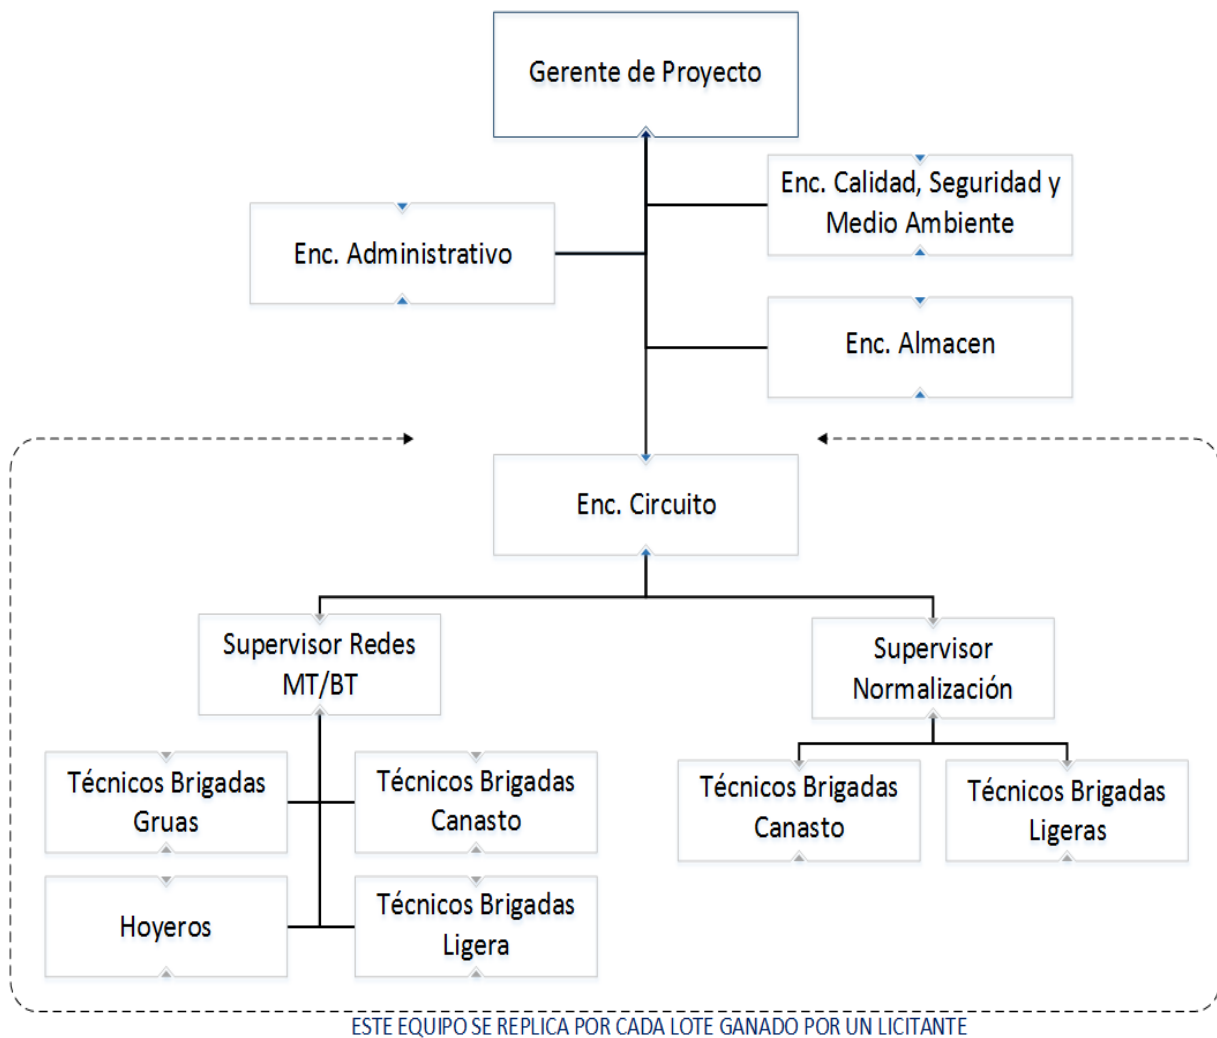 Gerente de Proyecto
Enc. Calidad, Seguridad y
Medio Ambiente
Enc. Administrativo
Enc. Almacen
Enc. Circuito
Supervisor Redes
MT/BT
Supervisor
Normalización
Técnicos Brigadas
Gruas
Técnicos Brigadas
Canasto
Técnicos Brigadas
Canasto
Técnicos Brigadas
Ligeras
Hoyeros
Técnicos Brigadas
Ligera
ESTE EQUIPO SE REPLICA POR CADA LOTE GANADO POR UN LICITANTE